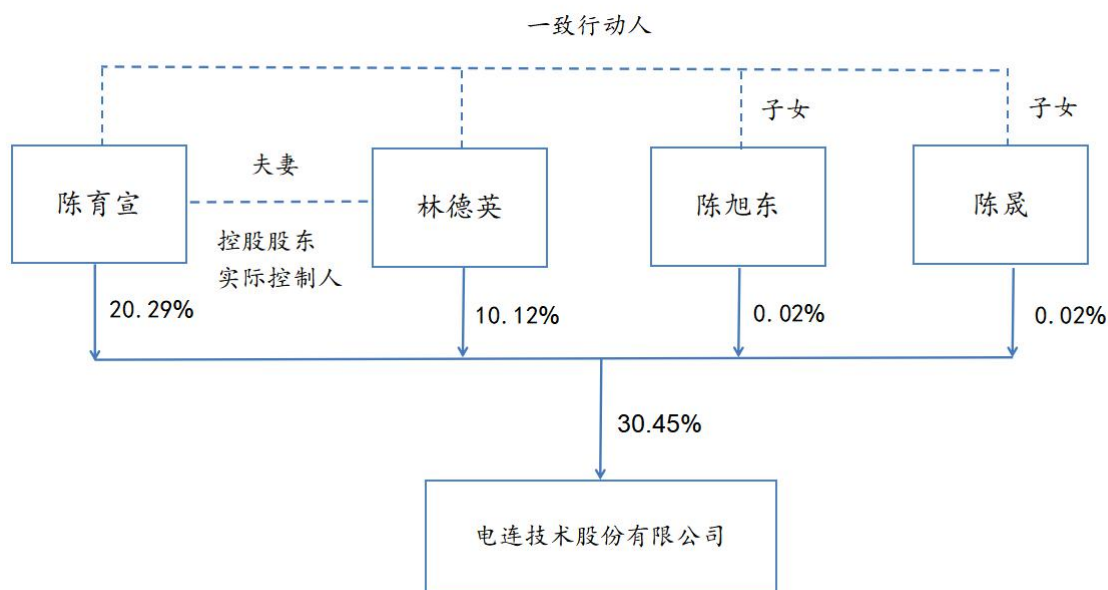 一致行动人
子女
子女
夫妻
陈育宣
林德英
陈旭东
陈晟
控股股东
实际控制人
20.29%
10.12%
0.02%
0.02%
30.45%
电连技术股份有限公司